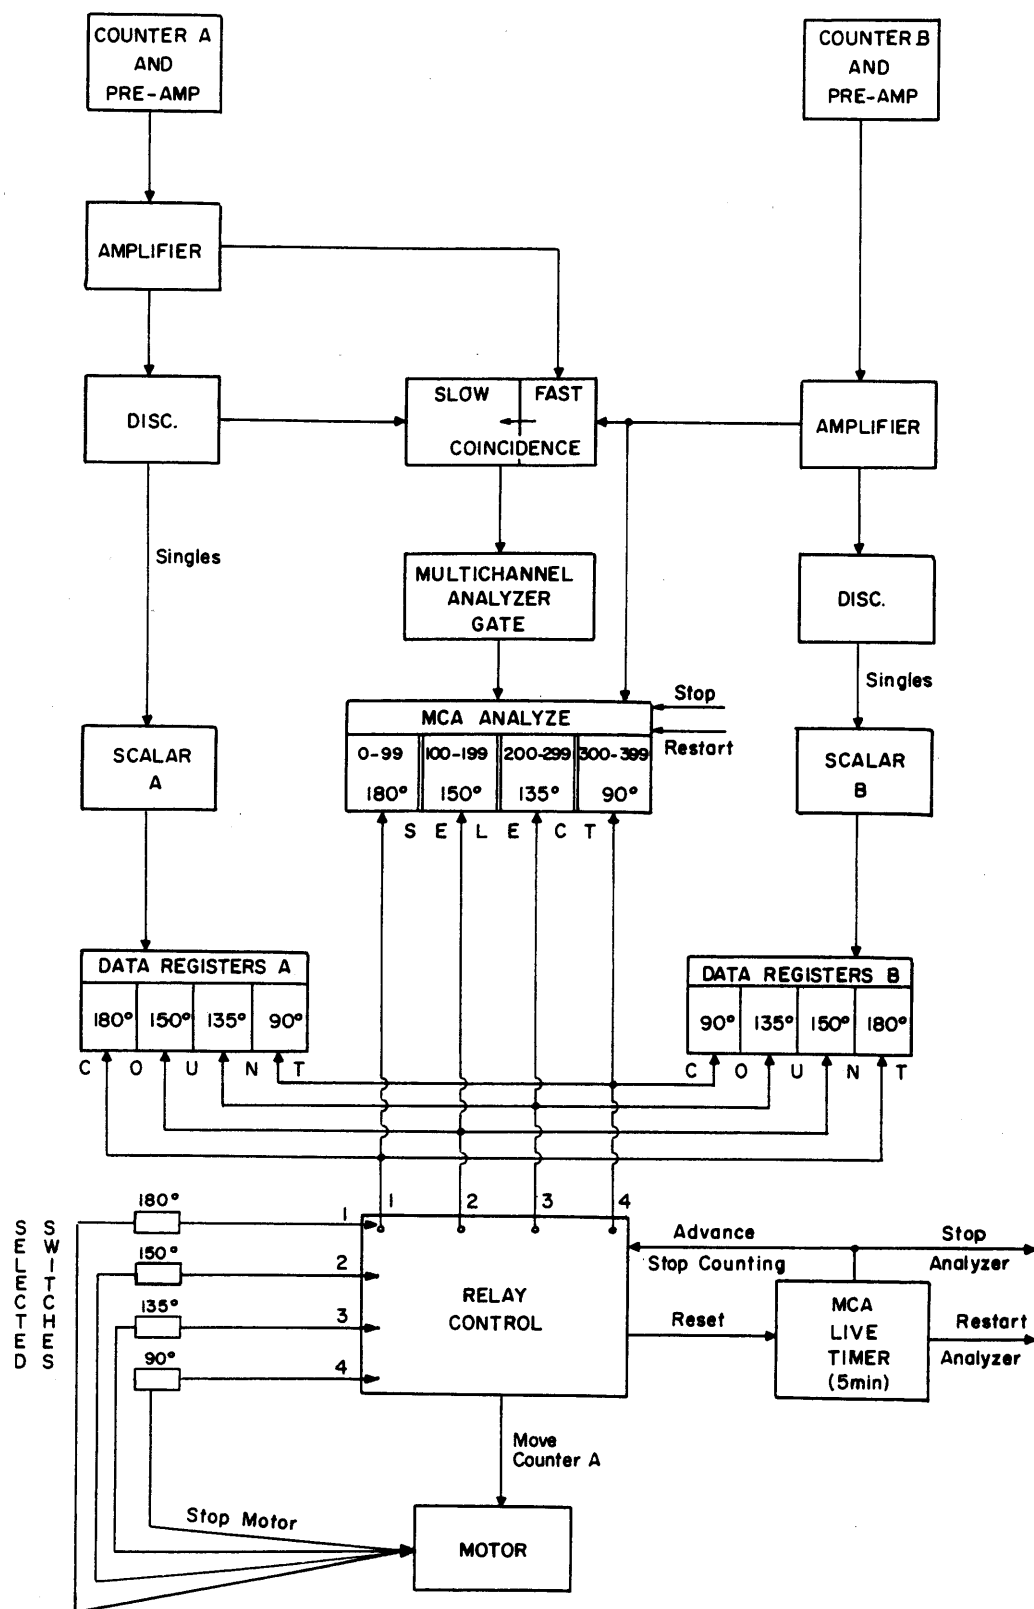 COUNTER A
AND
PRE-AMP
COUNTER B
AND
PRE-AMP
AMPLIFIER
DISC.
SLOW
FAST
COINCIDENCE
AMPLIFIER
Singles
MULTICHANNEL
ANALYZER
GATE
DISC.
Singles
Stop
Restart
MCA ANALYZE
0-99 100-199 200-299 300-399
180° 150° 135° 90°
S E L E C T
SCALAR
A
SCALAR
B
DATA REGISTERS A
180° 150° 135° 90°
C O U N T
DATA REGISTERS B
90° 135° 150° 180°
C O U N T
SELECTED
SWITCHES
180°
150°
135°
90°
1
2
3
4
1 2 3 4
RELAY
CONTROL
Advance
Stop Counting
Stop
Analyzer
Reset
MCA
LIVE
TIMER
(5min)
Restart
Analyzer
Move
Counter A
Stop Motor
MOTOR